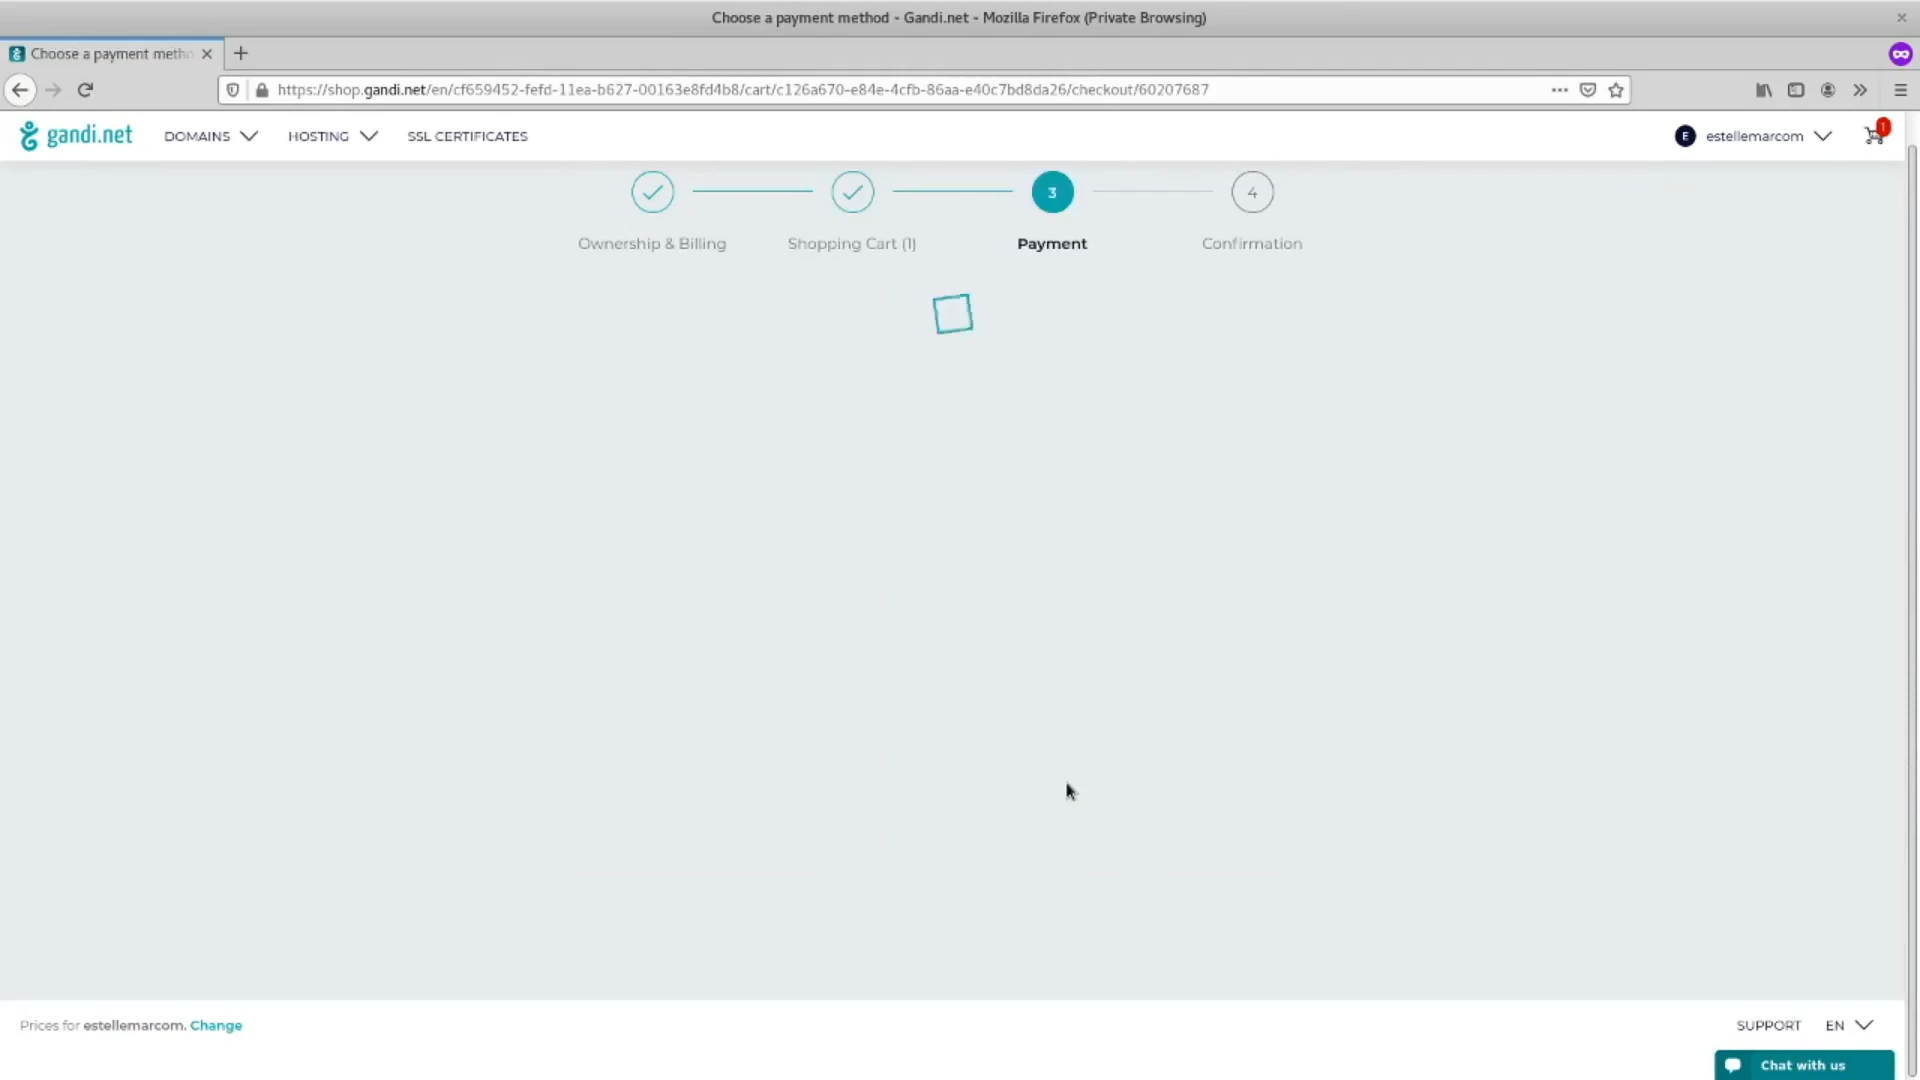 Choose a payment method - Gandi.net - Mozilla Firefox (Private Browsing)
Choose a payment metho
https://shop.gandi.net/en/cf659452-fefd-11ea-b627-00163e8fd4b8/cart/c126a670-e84e-4cfb-86aa-e40c7bd8da26/checkout/60207687
gandi.net DOMAINS HOSTING SSL CERTIFICATES E estellemarcom 1
3 4
Ownership & Billing Shopping Cart (1) Payment Confirmation
Prices for estellemarcom. Change SUPPORT EN
Chat with us